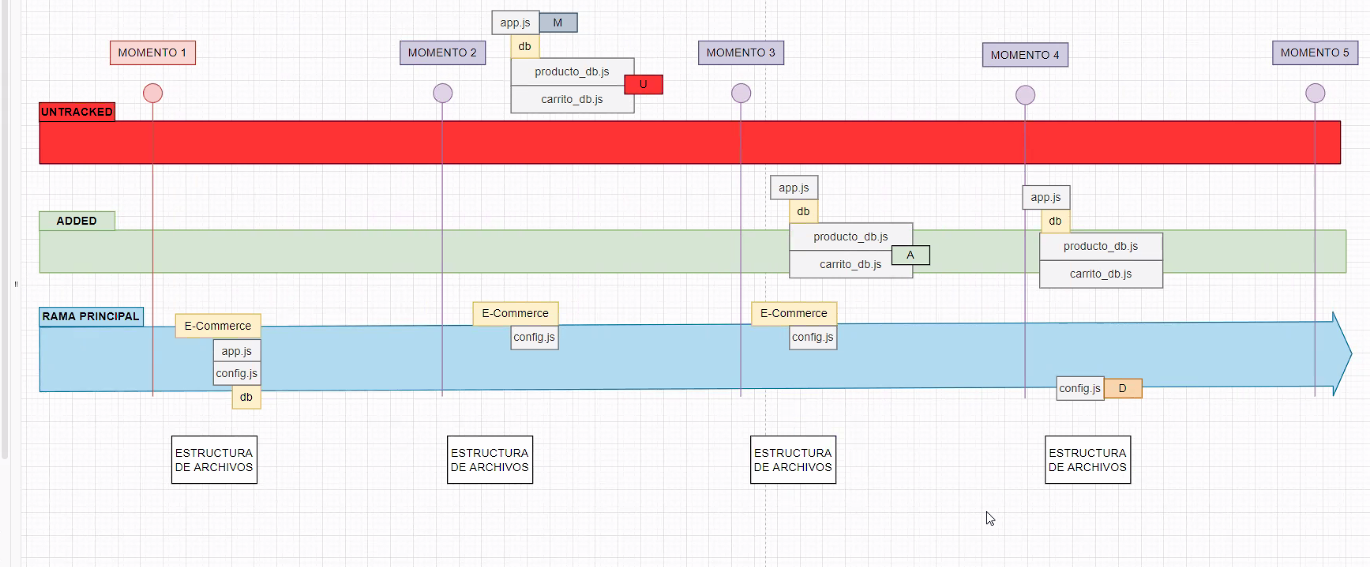 app.js
M
MOMENTO 1
MOMENTO 2
db
MOMENTO 3
MOMENTO 4
MOMENTO 5
producto_db.js
U
carrito_db.js
UNTRACKED
app.js
app.js
ADDED
db
db
producto_db.js
producto_db.js
carrito_db.js
A
carrito_db.js
RAMA PRINCIPAL
E-Commerce
E-Commerce
E-Commerce
app.js
config.js
config.js
config.js
db
config.js
D
ESTRUCTURA
DE ARCHIVOS
ESTRUCTURA
DE ARCHIVOS
ESTRUCTURA
DE ARCHIVOS
ESTRUCTURA
DE ARCHIVOS